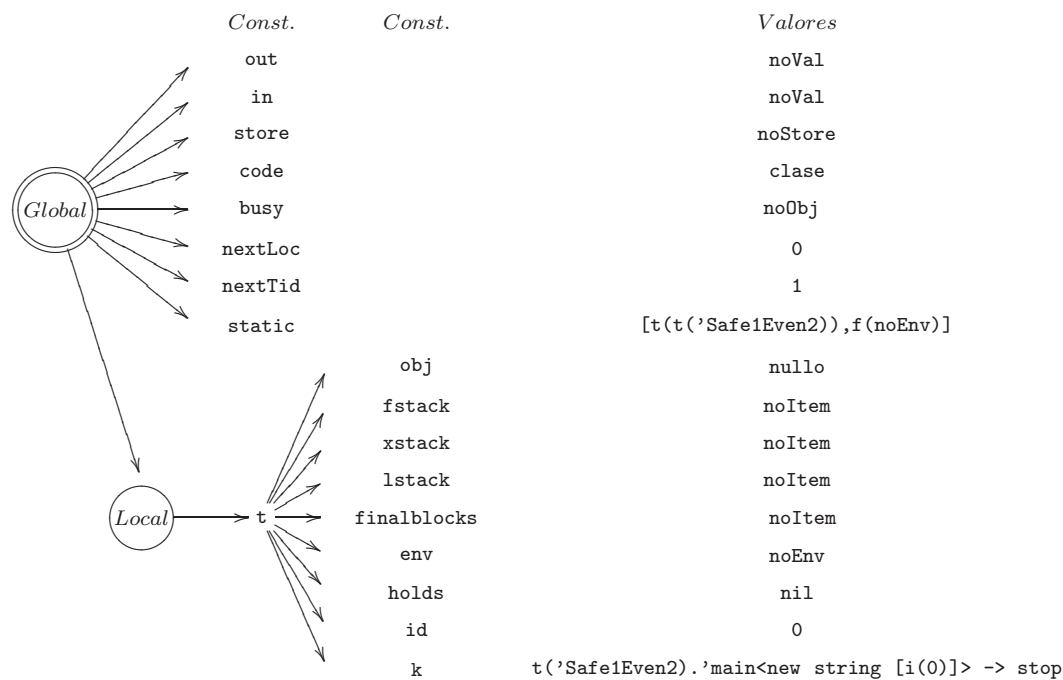 Const. Const. Valores
out noVal
in noVal
store noStore
code clase
Global busy noObj
nextLoc 0
nextTid 1
static [t(t('Safe1Even2)),f(noEnv)]
obj nullo
fstack noItem
xstack noItem
lstack noItem
Local t finalblocks noItem
env noEnv
holds nil
id 0
k t('Safe1Even2).'main<new string [i(0)]> -> stop